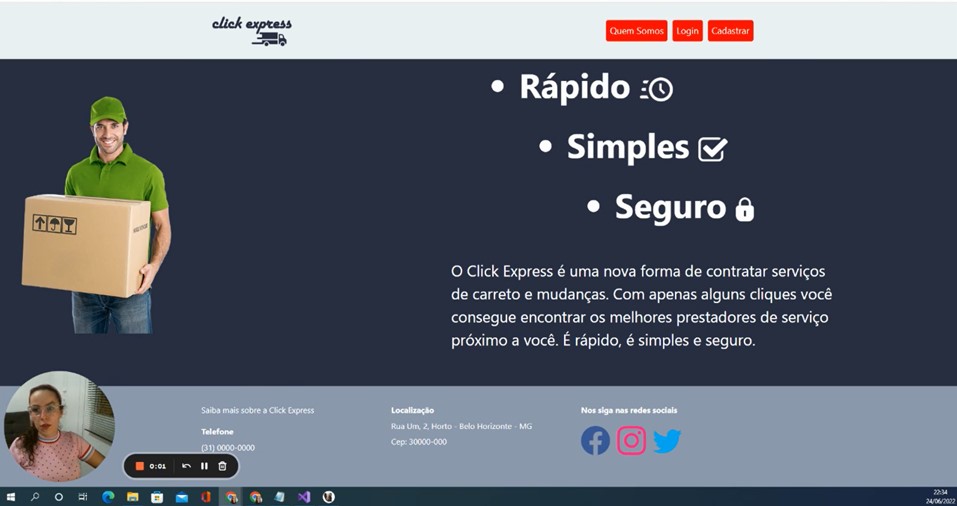 click express
Quem Somos Login Cadastrar
Rápido
Simples
Seguro
O Click Express é uma nova forma de contratar serviços
de carreto e mudanças. Com apenas alguns cliques você
consegue encontrar os melhores prestadores de serviço
próximo a você. É rápido, é simples e seguro.
Saiba mais sobre a Click Express
Telefone
(31) 0000-0000
Localização
Rua Um, 2, Horto - Belo Horizonte - MG
Cep: 30000-000
Nos siga nas redes sociais
0:01
22:34
24/06/2022